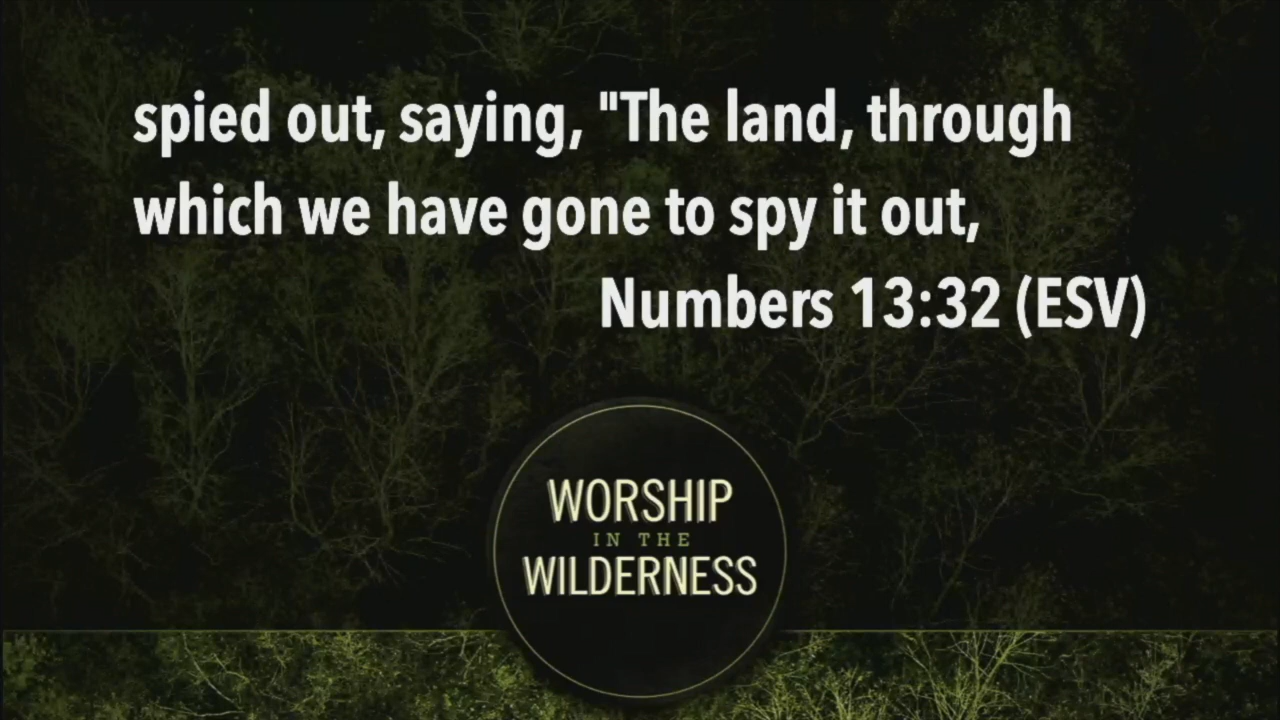 spied out, saying, "The land, through
which we have gone to spy it out,
Numbers 13:32 (ESV)
WORSHIP
IN THE
WILDERNESS